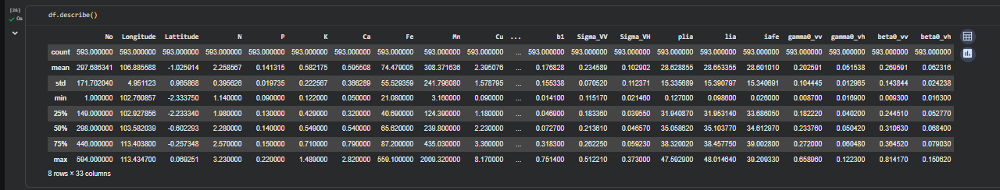 [26]
0s
df.describe()
No Longitude Lattitude N P K Ca Fe Mn Cu ... b1 Sigma_VV Sigma_VH plia lia iafe gamma0_vv gamma0_vh beta0_vv beta0_vh
count 593.000000 593.000000 593.000000 593.000000 593.000000 593.000000 593.000000 593.000000 593.000000 593.000000 ... 593.000000 593.000000 593.000000 593.000000 593.000000 593.000000 593.000000 593.000000 593.000000 593.000000
mean 297.686341 106.885588 -1.025914 2.258567 0.141315 0.582175 0.595508 74.479005 308.371636 2.395076 ... 0.176828 0.234589 0.102902 28.628855 28.653355 28.601010 0.202591 0.051538 0.269591 0.062316
std 171.702040 4.951123 0.965868 0.395626 0.019735 0.222567 0.366289 55.529359 241.796080 1.578795 ... 0.155338 0.070520 0.112371 15.335689 15.390797 15.340691 0.104445 0.012965 0.143844 0.024238
min 1.000000 102.760857 -2.333750 1.140000 0.090000 0.122000 0.050000 21.080000 3.160000 0.090000 ... 0.014100 0.115170 0.021460 0.127000 0.098600 0.026000 0.008700 0.016900 0.009300 0.016300
25% 149.000000 102.927856 -2.233340 1.980000 0.130000 0.429000 0.320000 40.690000 124.390000 1.180000 ... 0.046900 0.183360 0.039550 31.940870 31.953140 33.686050 0.182220 0.040200 0.244510 0.052770
50% 298.000000 103.582039 -0.602293 2.280000 0.140000 0.549000 0.540000 65.620000 239.800000 2.230000 ... 0.072700 0.213610 0.046570 35.058620 35.103770 34.612970 0.233760 0.050420 0.310630 0.068400
75% 446.000000 113.403800 -0.257348 2.570000 0.150000 0.710000 0.790000 87.200000 435.030000 3.360000 ... 0.318300 0.262250 0.059230 38.320020 38.457750 39.002800 0.272000 0.060480 0.364520 0.079030
max 594.000000 113.434700 0.069251 3.230000 0.220000 1.489000 2.820000 559.100000 2009.320000 8.170000 ... 0.751400 0.512210 0.373000 47.592900 48.014640 39.209330 0.658960 0.122300 0.814170 0.150620
8 rows × 33 columns